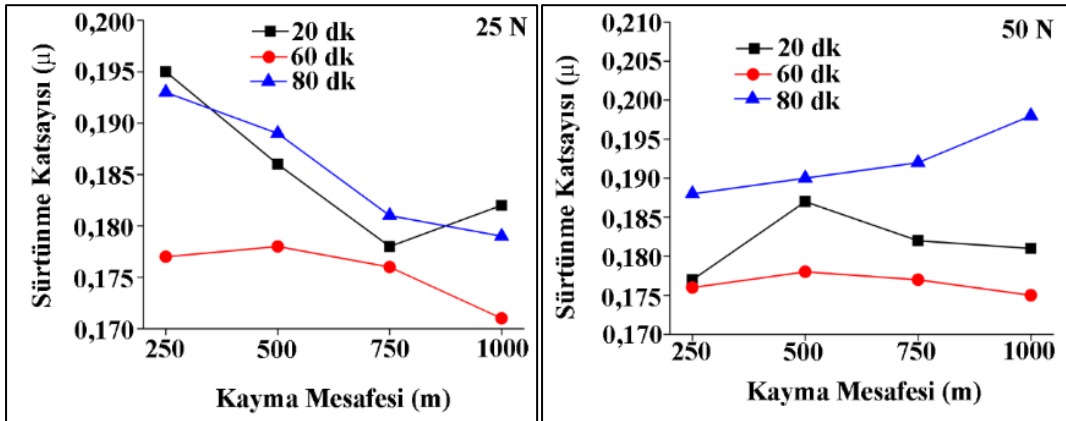 25 N
20 dk
60 dk
80 dk
Sürtünme Katsayısı (μ)
0,200
0,195
0,190
0,185
0,180
0,175
0,170
250 500 750 1000
Kayma Mesafesi (m)
50 N
20 dk
60 dk
80 dk
Sürtünme Katsayısı (μ)
0,210
0,205
0,200
0,195
0,190
0,185
0,180
0,175
0,170
250 500 750 1000
Kayma Mesafesi (m)